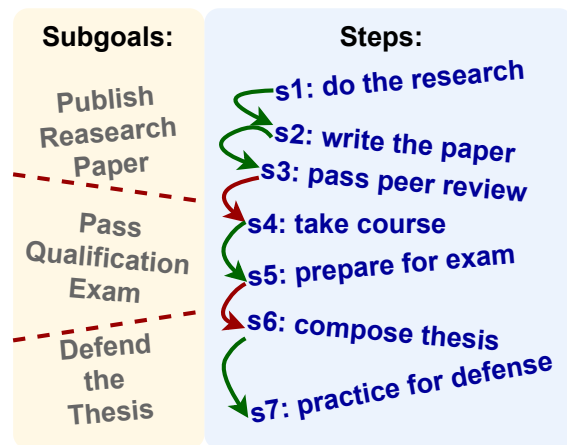 Subgoals:
Publish
Reasearch
Paper
Pass
Qualification
Exam
Defend
the
Thesis
Steps:
s1: do the research
s2: write the paper
s3: pass peer review
s4: take course
s5: prepare for exam
s6: compose thesis
s7: practice for defense